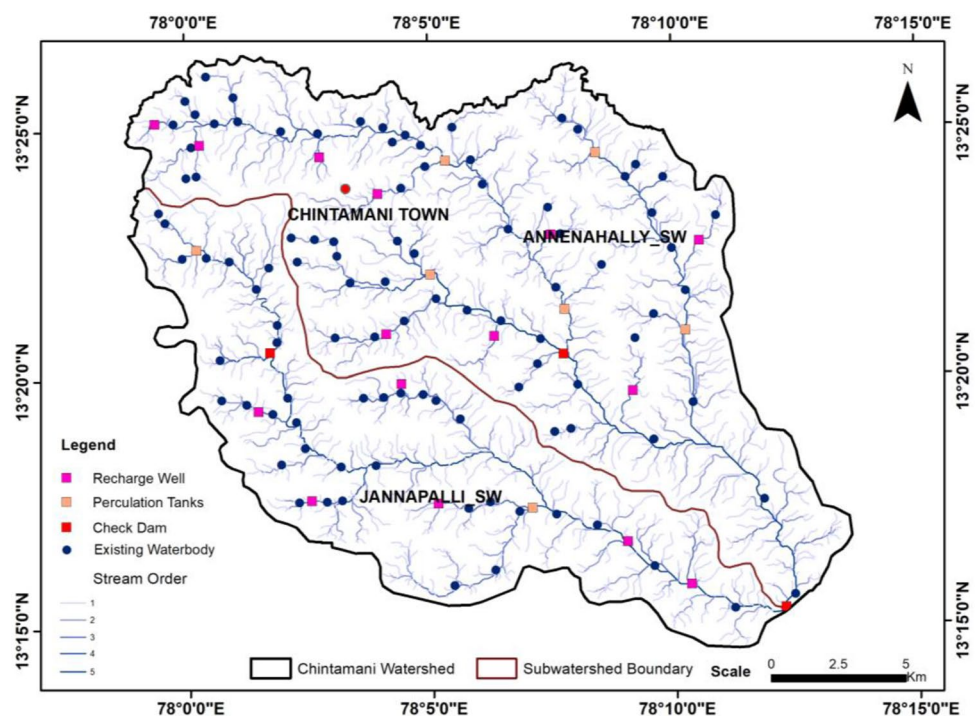 78°0'0"E 78°5'0"E 78°10'0"E 78°15'0"E
N
13°25'0"N 13°25'0"N
CHINTAMANI TOWN
ANNENAHALLY_SW
13°20'0"N 13°20'0"N
Legend
Recharge Well
Perculation Tanks
Check Dam
Existing Waterbody
Stream Order
1
2
3
4
5
JANNAPALLI_SW
13°15'0"N 13°15'0"N
Chintamani Watershed Subwatershed Boundary Scale 0 2.5 5
Km
78°0'0"E 78°5'0"E 78°10'0"E 78°15'0"E